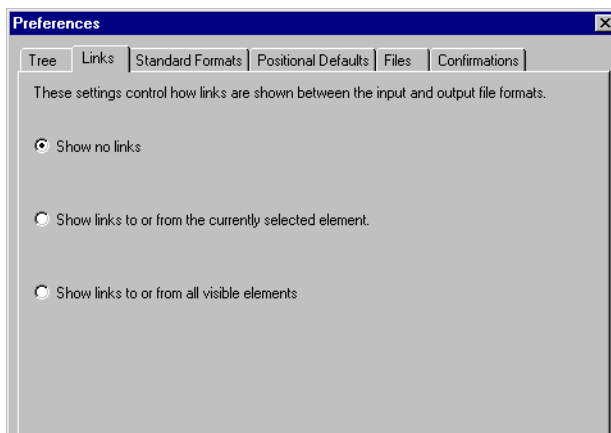 Preferences
Tree Links Standard Formats Positional Defaults Files Confirmations
These settings control how links are shown between the input and output file formats.
Show no links
Show links to or from the currently selected element.
Show links to or from all visible elements